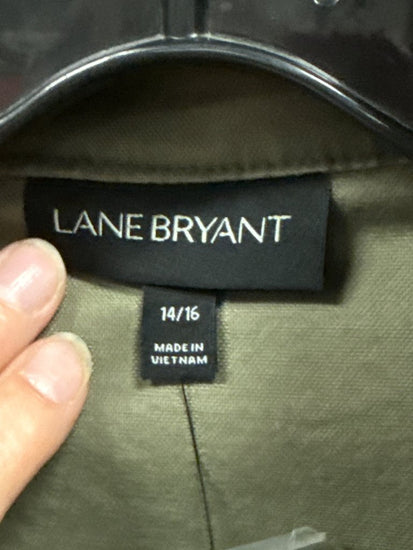 LANE BRYANT
14/16
MADE IN
VIETNAM